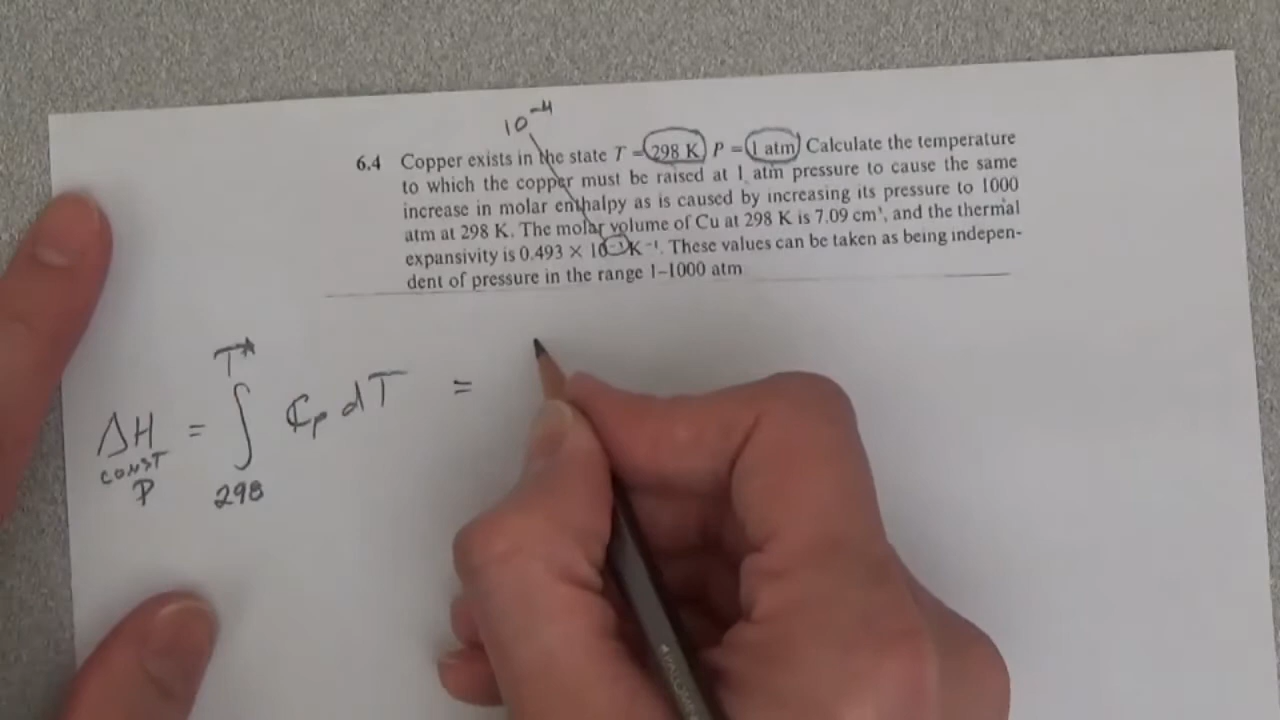 10⁻⁴
6.4 Copper exists in the state T = 298 K P = 1 atm Calculate the temperature
to which the copper must be raised at 1 atm pressure to cause the same
increase in molar enthalpy as is caused by increasing its pressure to 1000
atm at 298 K. The molar volume of Cu at 298 K is 7.09 cm³, and the thermal
expansivity is 0.493 × 10⁻³K⁻¹. These values can be taken as being indepen-
dent of pressure in the range 1–1000 atm
T*
ΔH = ∫ Cp dT =
CONST
P
298